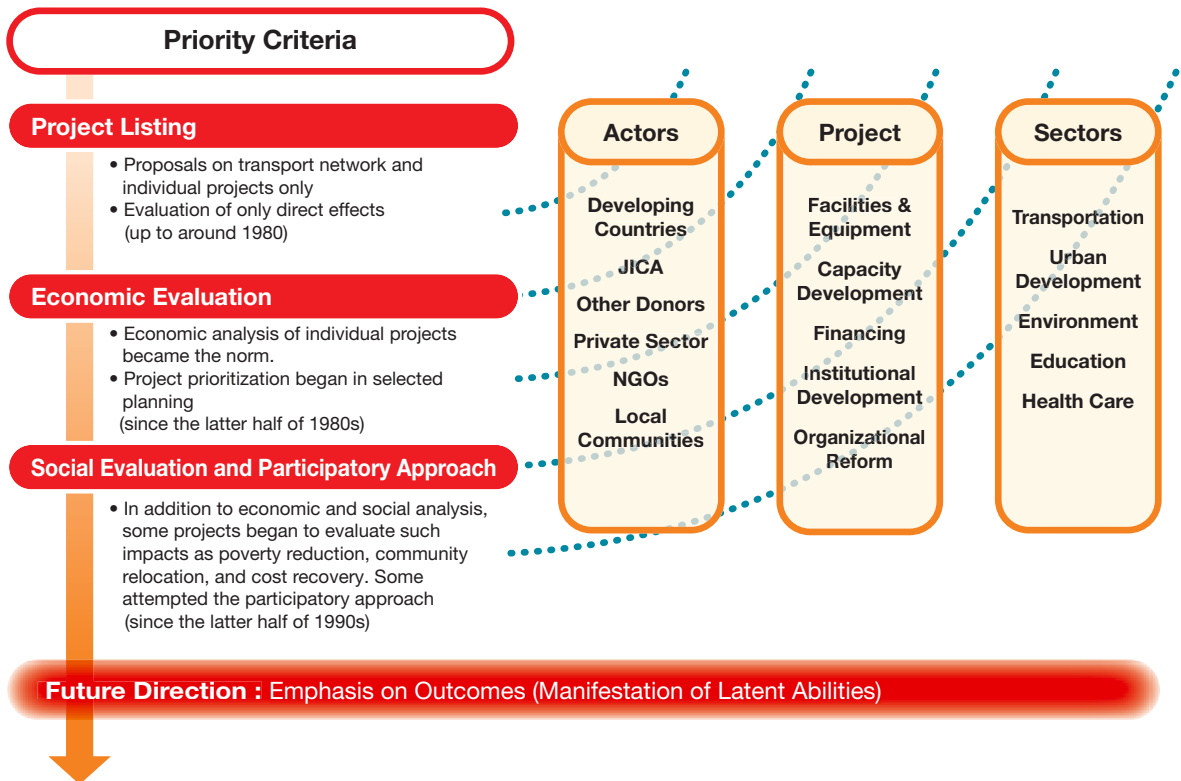 Priority Criteria
Project Listing
• Proposals on transport network and
individual projects only
• Evaluation of only direct effects
(up to around 1980)
Economic Evaluation
• Economic analysis of individual projects
became the norm.
• Project prioritization began in selected
planning
(since the latter half of 1980s)
Social Evaluation and Participatory Approach
• In addition to economic and social analysis,
some projects began to evaluate such
impacts as poverty reduction, community
relocation, and cost recovery. Some
attempted the participatory approach
(since the latter half of 1990s)
Actors
Developing
Countries
JICA
Other Donors
Private Sector
NGOs
Local
Communities
Project
Facilities &
Equipment
Capacity
Development
Financing
Institutional
Development
Organizational
Reform
Sectors
Transportation
Urban
Development
Environment
Education
Health Care
Future Direction : Emphasis on Outcomes (Manifestation of Latent Abilities)